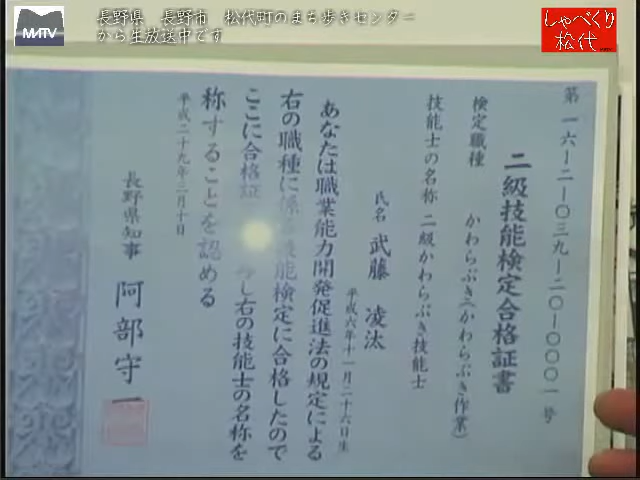 MATV
長野県　長野市　松代町のまち歩きセンター
から生放送中です
しゃべくり
松代
第一六ー二ー〇三九ー二〇ー〇〇〇一号
二級技能検定合格証書
検定職種　かわらぶき（かわらぶき作業）
技能士の名称　二級かわらぶき技能士
氏名　武藤　凌汰
平成六年十一月二十六日生
あなたは職業能力開発促進法の規定による
右の職種に係る技能検定に合格したので
ここに合格証 し右の技能士の名称を
称することを認める
平成二十九年三月十日
長野県知事　阿部守一